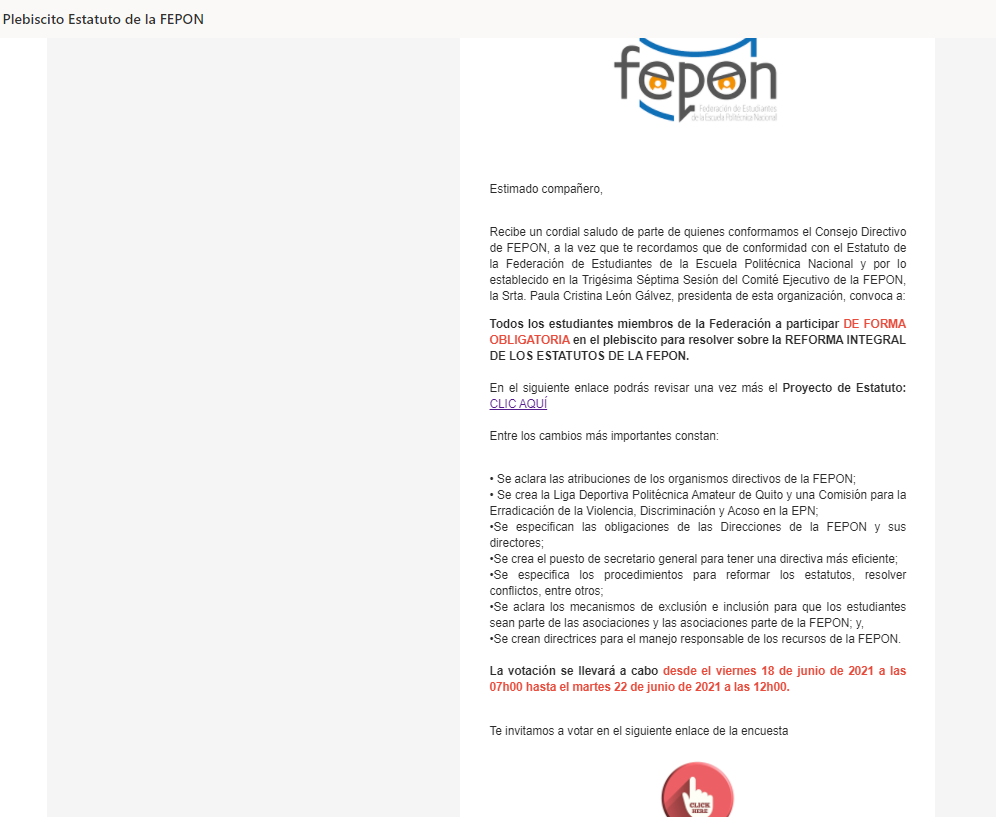 Plebiscito Estatuto de la FEPON
fepon
Federación de Estudiantes
de la Escuela Politécnica Nacional
Estimado compañero,
Recibe un cordial saludo de parte de quienes conformamos el Consejo Directivo
de FEPON, a la vez que te recordamos que de conformidad con el Estatuto de
la Federación de Estudiantes de la Escuela Politécnica Nacional y por lo
establecido en la Trigésima Séptima Sesión del Comité Ejecutivo de la FEPON,
la Srta. Paula Cristina León Gálvez, presidenta de esta organización, convoca a:
Todos los estudiantes miembros de la Federación a participar DE FORMA
OBLIGATORIA en el plebiscito para resolver sobre la REFORMA INTEGRAL
DE LOS ESTATUTOS DE LA FEPON.
En el siguiente enlace podrás revisar una vez más el Proyecto de Estatuto:
CLIC AQUÍ
Entre los cambios más importantes constan:
• Se aclara las atribuciones de los organismos directivos de la FEPON;
• Se crea la Liga Deportiva Politécnica Amateur de Quito y una Comisión para la
Erradicación de la Violencia, Discriminación y Acoso en la EPN;
•Se especifican las obligaciones de las Direcciones de la FEPON y sus
directores;
•Se crea el puesto de secretario general para tener una directiva más eficiente;
•Se especifica los procedimientos para reformar los estatutos, resolver
conflictos, entre otros;
•Se aclara los mecanismos de exclusión e inclusión para que los estudiantes
sean parte de las asociaciones y las asociaciones parte de la FEPON; y,
•Se crean directrices para el manejo responsable de los recursos de la FEPON.
La votación se llevará a cabo desde el viernes 18 de junio de 2021 a las
07h00 hasta el martes 22 de junio de 2021 a las 12h00.
Te invitamos a votar en el siguiente enlace de la encuesta
CLICK
HERE